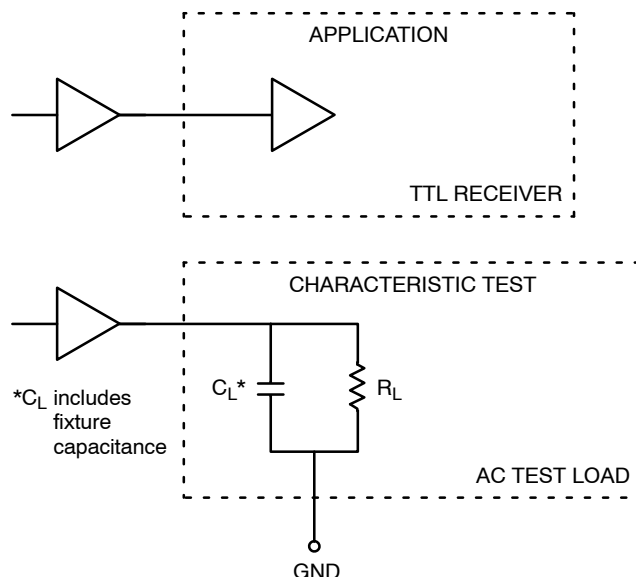 APPLICATION
TTL RECEIVER
CHARACTERISTIC TEST
*CL includes
fixture
capacitance
CL*
RL
AC TEST LOAD
GND